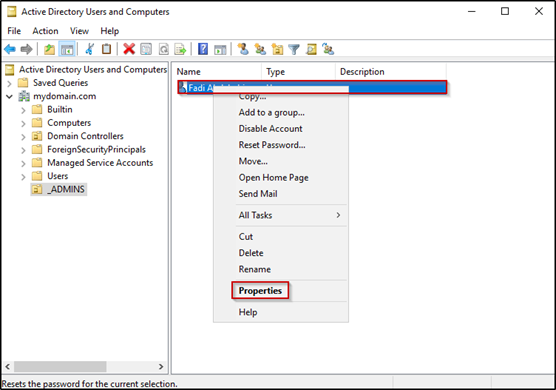 Active Directory Users and Computers
File Action View Help
Active Directory Users and Computers
Saved Queries
mydomain.com
Builtin
Computers
Domain Controllers
ForeignSecurityPrincipals
Managed Service Accounts
Users
_ADMINS
Name Type Description
Fadi
Copy...
Add to a group...
Disable Account
Reset Password...
Move...
Open Home Page
Send Mail
All Tasks
Cut
Delete
Rename
Properties
Help
Resets the password for the current selection.